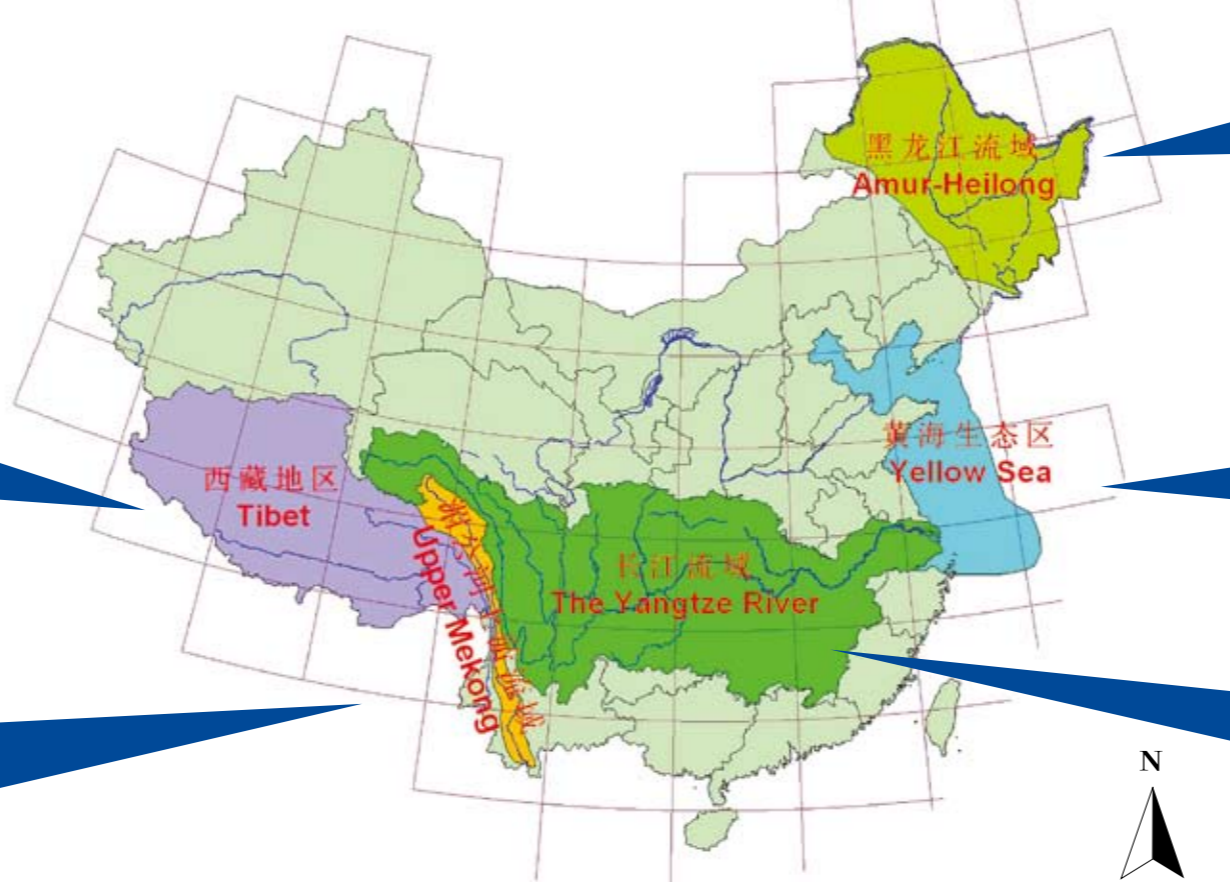 黑龙江流域
Amur-Heilong
黄海生态区
Yellow Sea
西藏地区
Tibet
Upper Mekong
长江流域
The Yangtze River
N